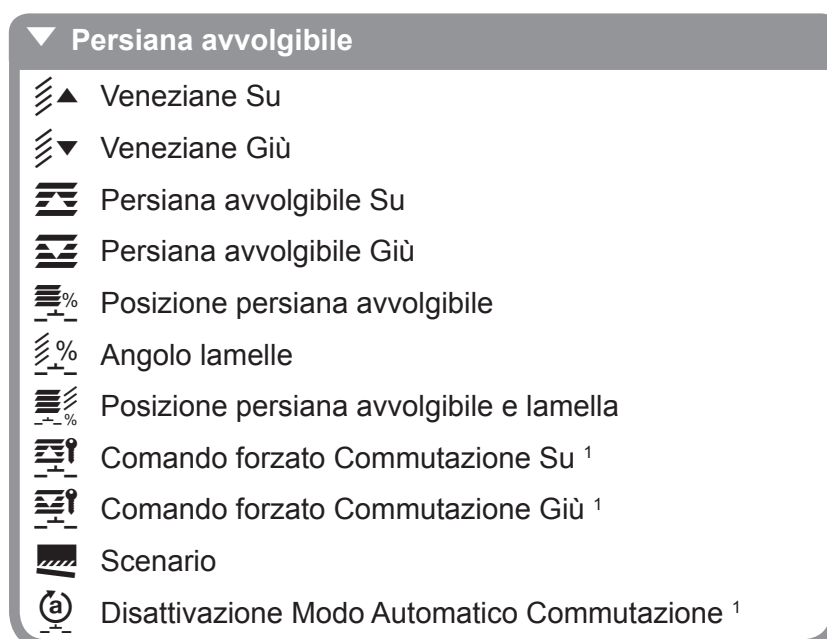 Persiana avvolgibile
Veneziane Su
Veneziane Giù
Persiana avvolgibile Su
Persiana avvolgibile Giù
% Posizione persiana avvolgibile
% Angolo lamelle
% Posizione persiana avvolgibile e lamella
Comando forzato Commutazione Su ¹
Comando forzato Commutazione Giù ¹
Scenario
a Disattivazione Modo Automatico Commutazione ¹